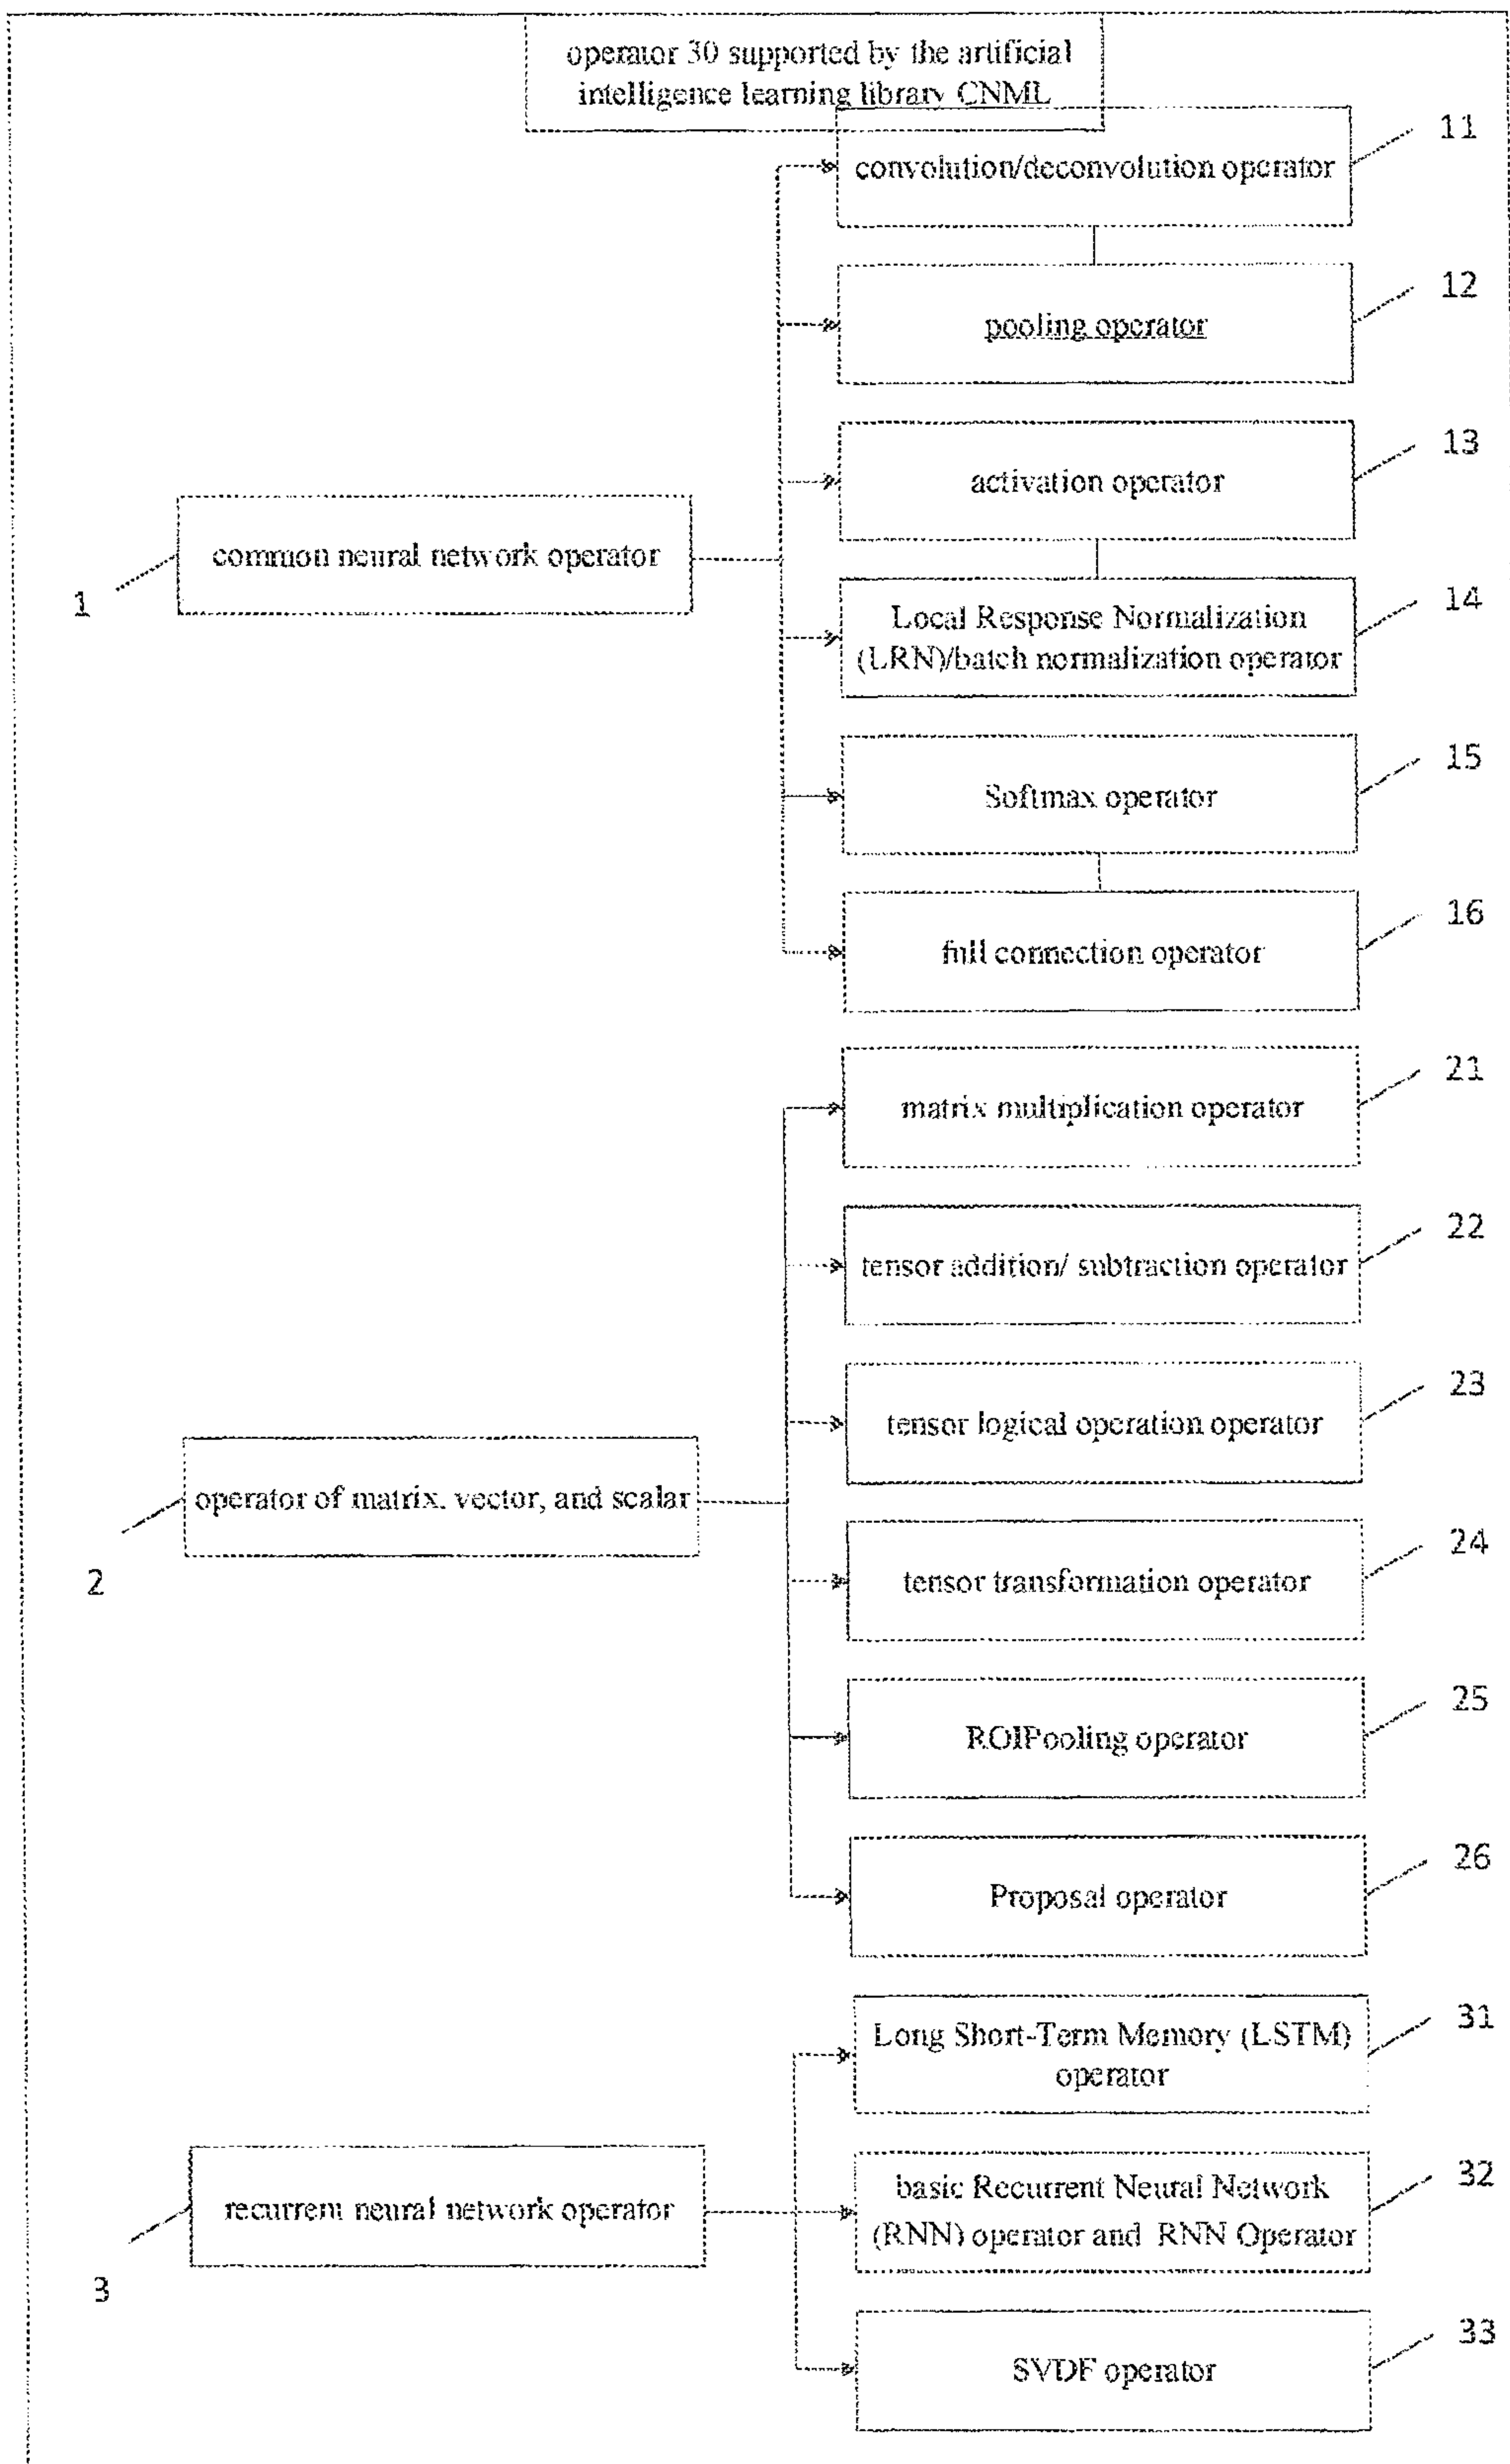 operator 30 supported by the artificial
intelligence learning library CNML
11
convolution/deconvolution operator
12
pooling operator
13
activation operator
common neural network operator
1
14
Local Response Normalization
(LRN)/batch normalization operator
15
Softmax operator
16
full connection operator
21
matrix multiplication operator
22
tensor addition/ subtraction operator
23
tensor logical operation operator
operator of matrix, vector, and scalar
2
24
tensor transformation operator
25
ROIPooling operator
26
Proposal operator
31
Long Short-Term Memory (LSTM)
operator
32
basic Recurrent Neural Network
(RNN) operator and RNN Operator
recurrent neural network operator
3
33
SVDF operator